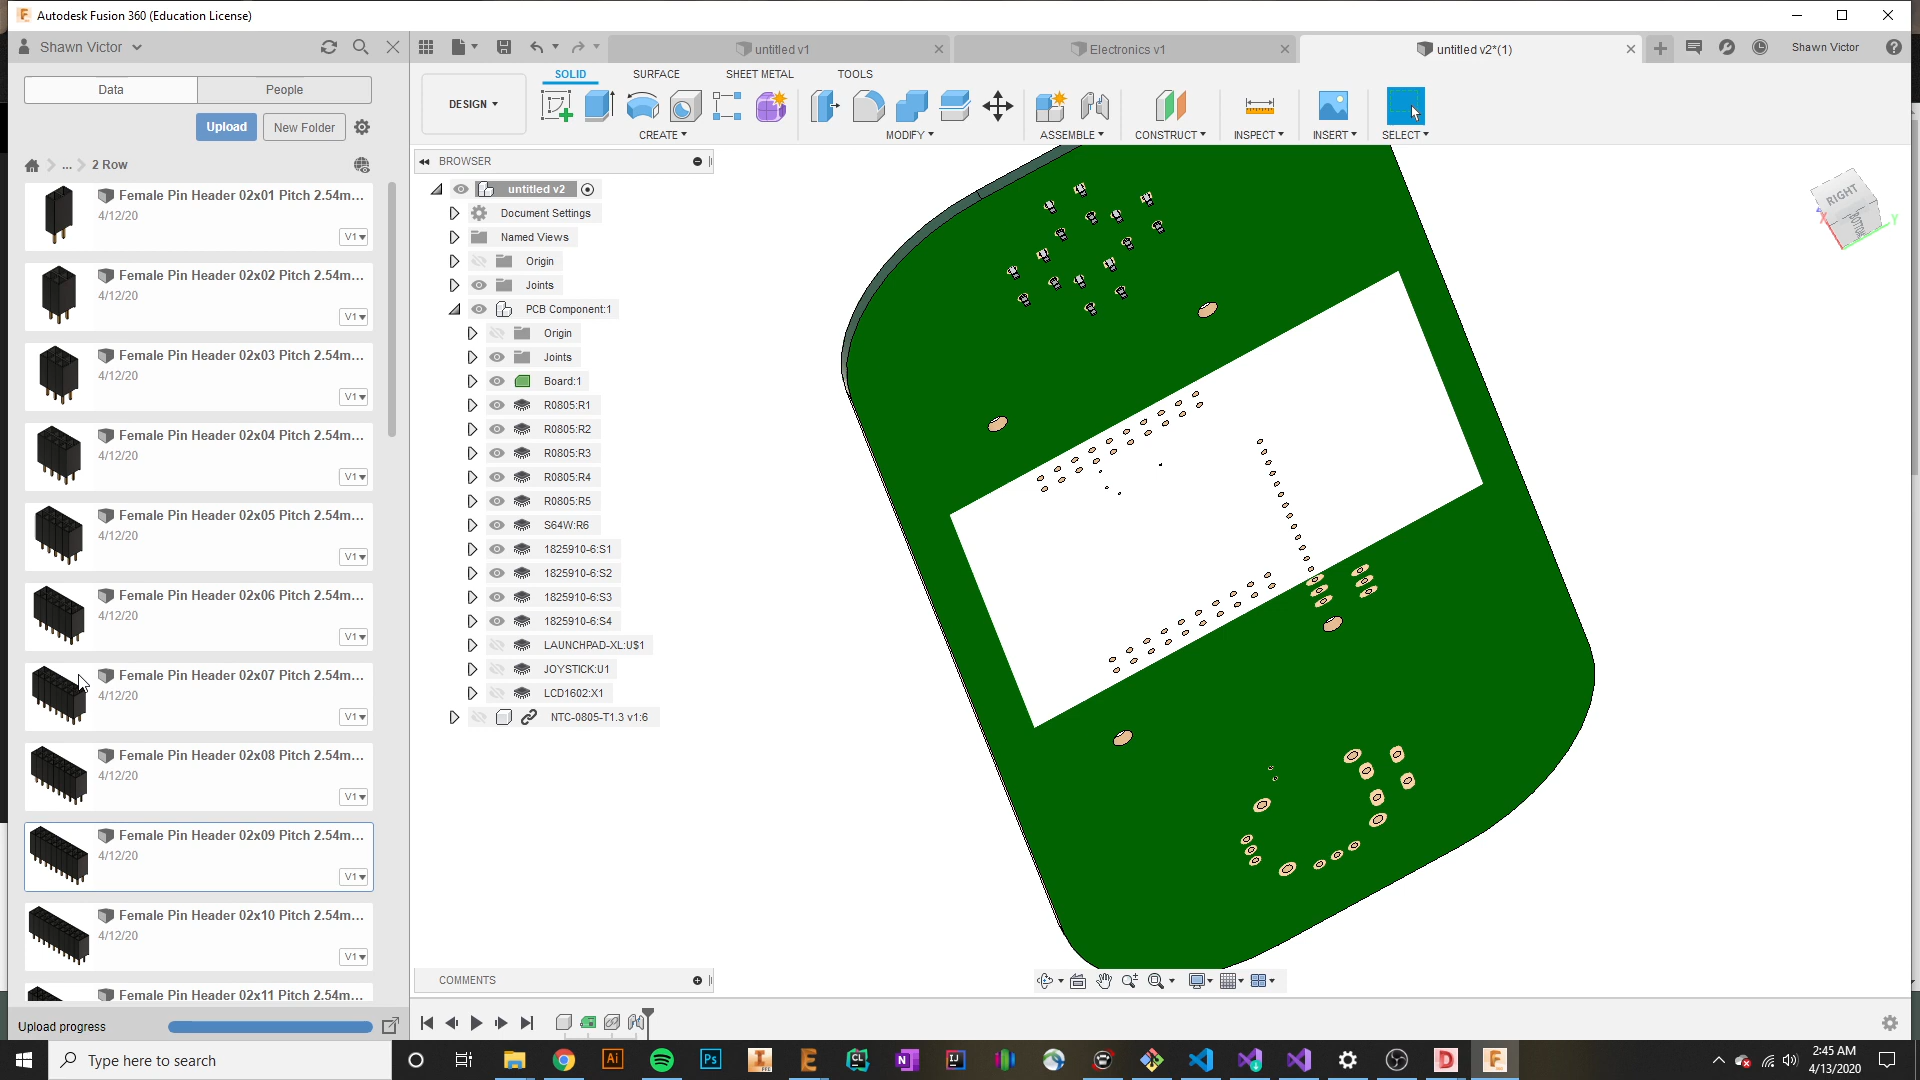 Autodesk Fusion 360 (Education License)
Shawn Victor
untitled v1
Electronics v1
untitled v2*(1)
Shawn Victor
Data
People
DESIGN
SOLID
SURFACE
SHEET METAL
TOOLS
CREATE
MODIFY
ASSEMBLE
CONSTRUCT
INSPECT
INSERT
SELECT
Upload
New Folder
... 2 Row
Female Pin Header 02x01 Pitch 2.54m...
4/12/20
V1
Female Pin Header 02x02 Pitch 2.54m...
4/12/20
V1
Female Pin Header 02x03 Pitch 2.54m...
4/12/20
V1
Female Pin Header 02x04 Pitch 2.54m...
4/12/20
V1
Female Pin Header 02x05 Pitch 2.54m...
4/12/20
V1
Female Pin Header 02x06 Pitch 2.54m...
4/12/20
V1
Female Pin Header 02x07 Pitch 2.54m...
4/12/20
V1
Female Pin Header 02x08 Pitch 2.54m...
4/12/20
V1
Female Pin Header 02x09 Pitch 2.54m...
4/12/20
V1
Female Pin Header 02x10 Pitch 2.54m...
4/12/20
V1
Female Pin Header 02x11 Pitch 2.54m...
Upload progress
BROWSER
untitled v2
Document Settings
Named Views
Origin
Joints
PCB Component:1
Origin
Joints
Board:1
R0805:R1
R0805:R2
R0805:R3
R0805:R4
R0805:R5
S64W:R6
1825910-6:S1
1825910-6:S2
1825910-6:S3
1825910-6:S4
LAUNCHPAD-XL:U$1
JOYSTICK:U1
LCD1602:X1
NTC-0805-T1.3 v1:6
RIGHT
BOTTOM
X
Y
Z
COMMENTS
Type here to search
2:45 AM
4/13/2020